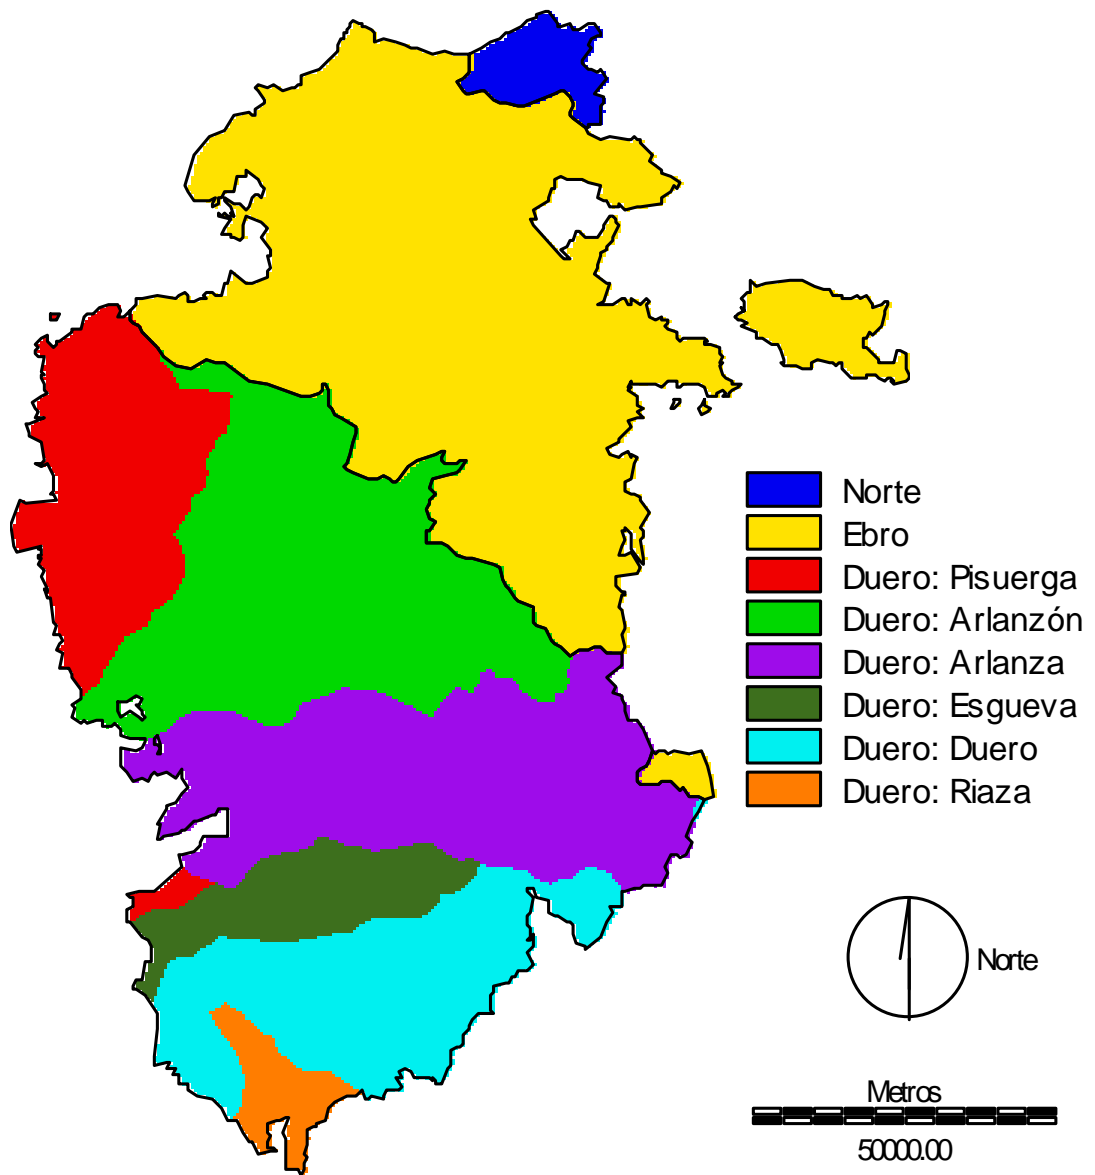 Norte
Ebro
Duero: Pisuerga
Duero: Arlanzón
Duero: Arlanza
Duero: Esgueva
Duero: Duero
Duero: Riaza
Norte
Metros
50000.00